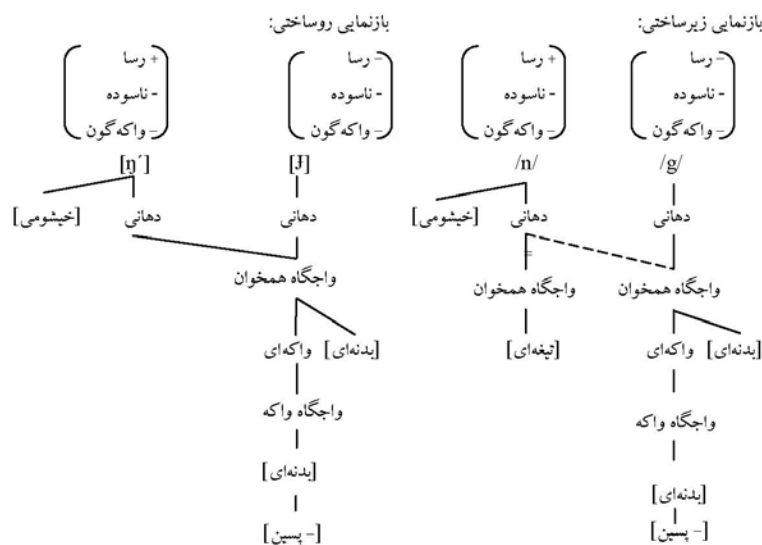 بازنمایی زیرساختی: بازنمایی روساختی:
– رسا + رسا – رسا + رسا
- ناسوده - ناسوده - ناسوده - ناسوده
– واکه‌گون – واکه‌گون – واکه‌گون – واکه‌گون
/g/ /n/ [ɟ] [ŋ´]
دهانی دهانی [خیشومی] دهانی دهانی [خیشومی]
واجگاه همخوان واجگاه همخوان واجگاه همخوان
[بدنه‌ای] واکه‌ای [تیغه‌ای] [بدنه‌ای] واکه‌ای
واجگاه واکه واجگاه واکه
[بدنه‌ای] [بدنه‌ای]
[– پسین] [– پسین]